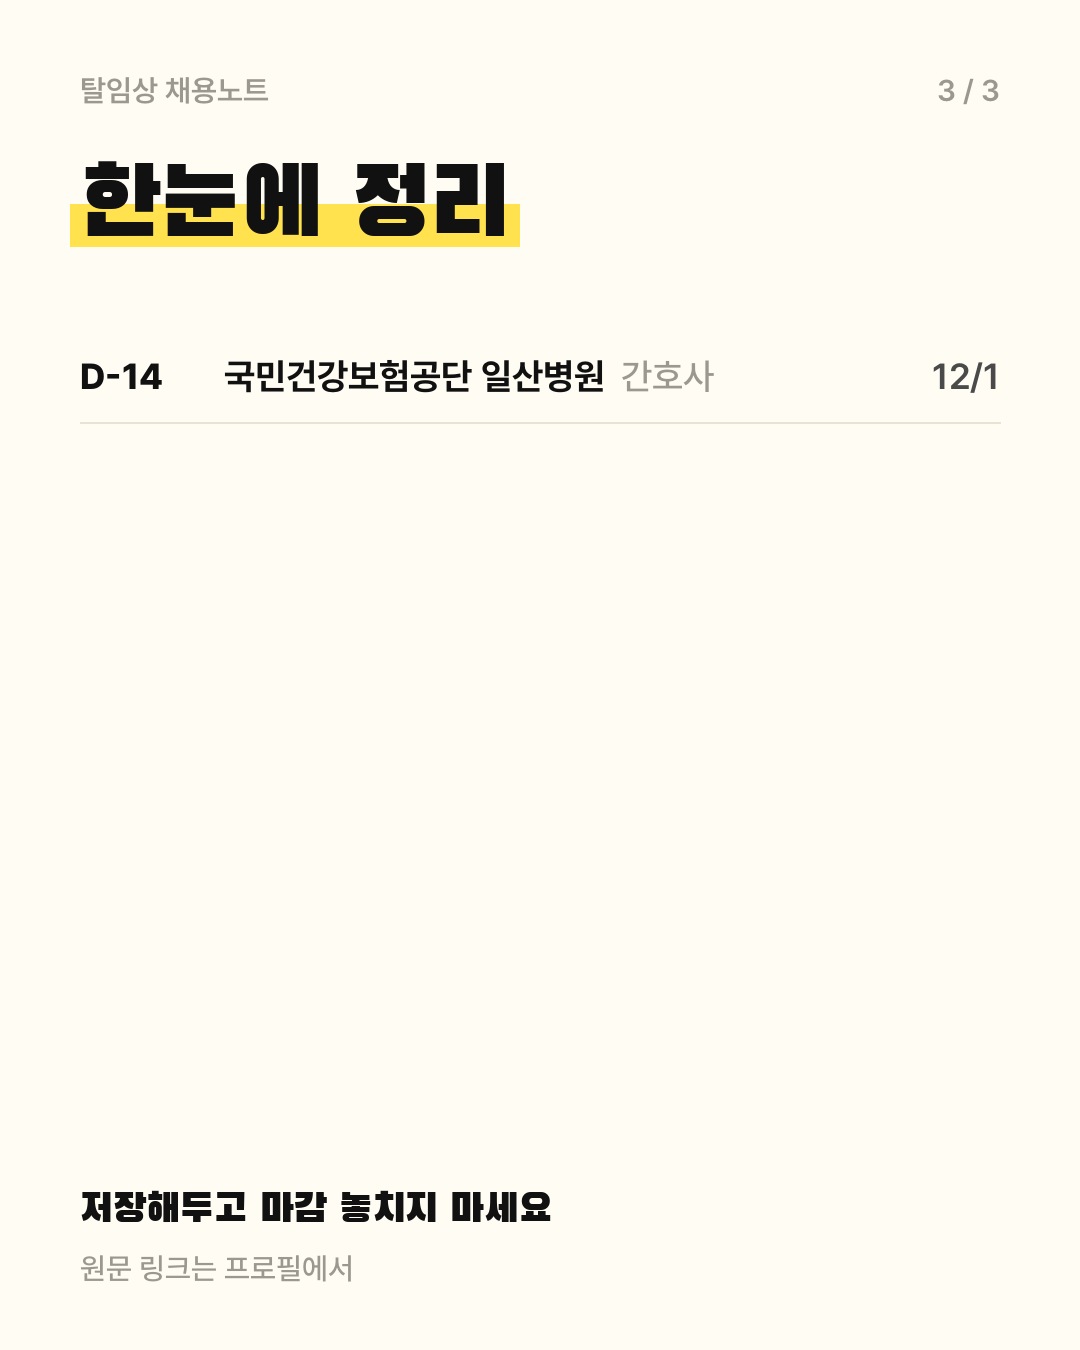 탈임상 채용노트 3 / 3
한눈에 정리
D-14 국민건강보험공단 일산병원 간호사 12/1
저장해두고 마감 놓치지 마세요
원문 링크는 프로필에서